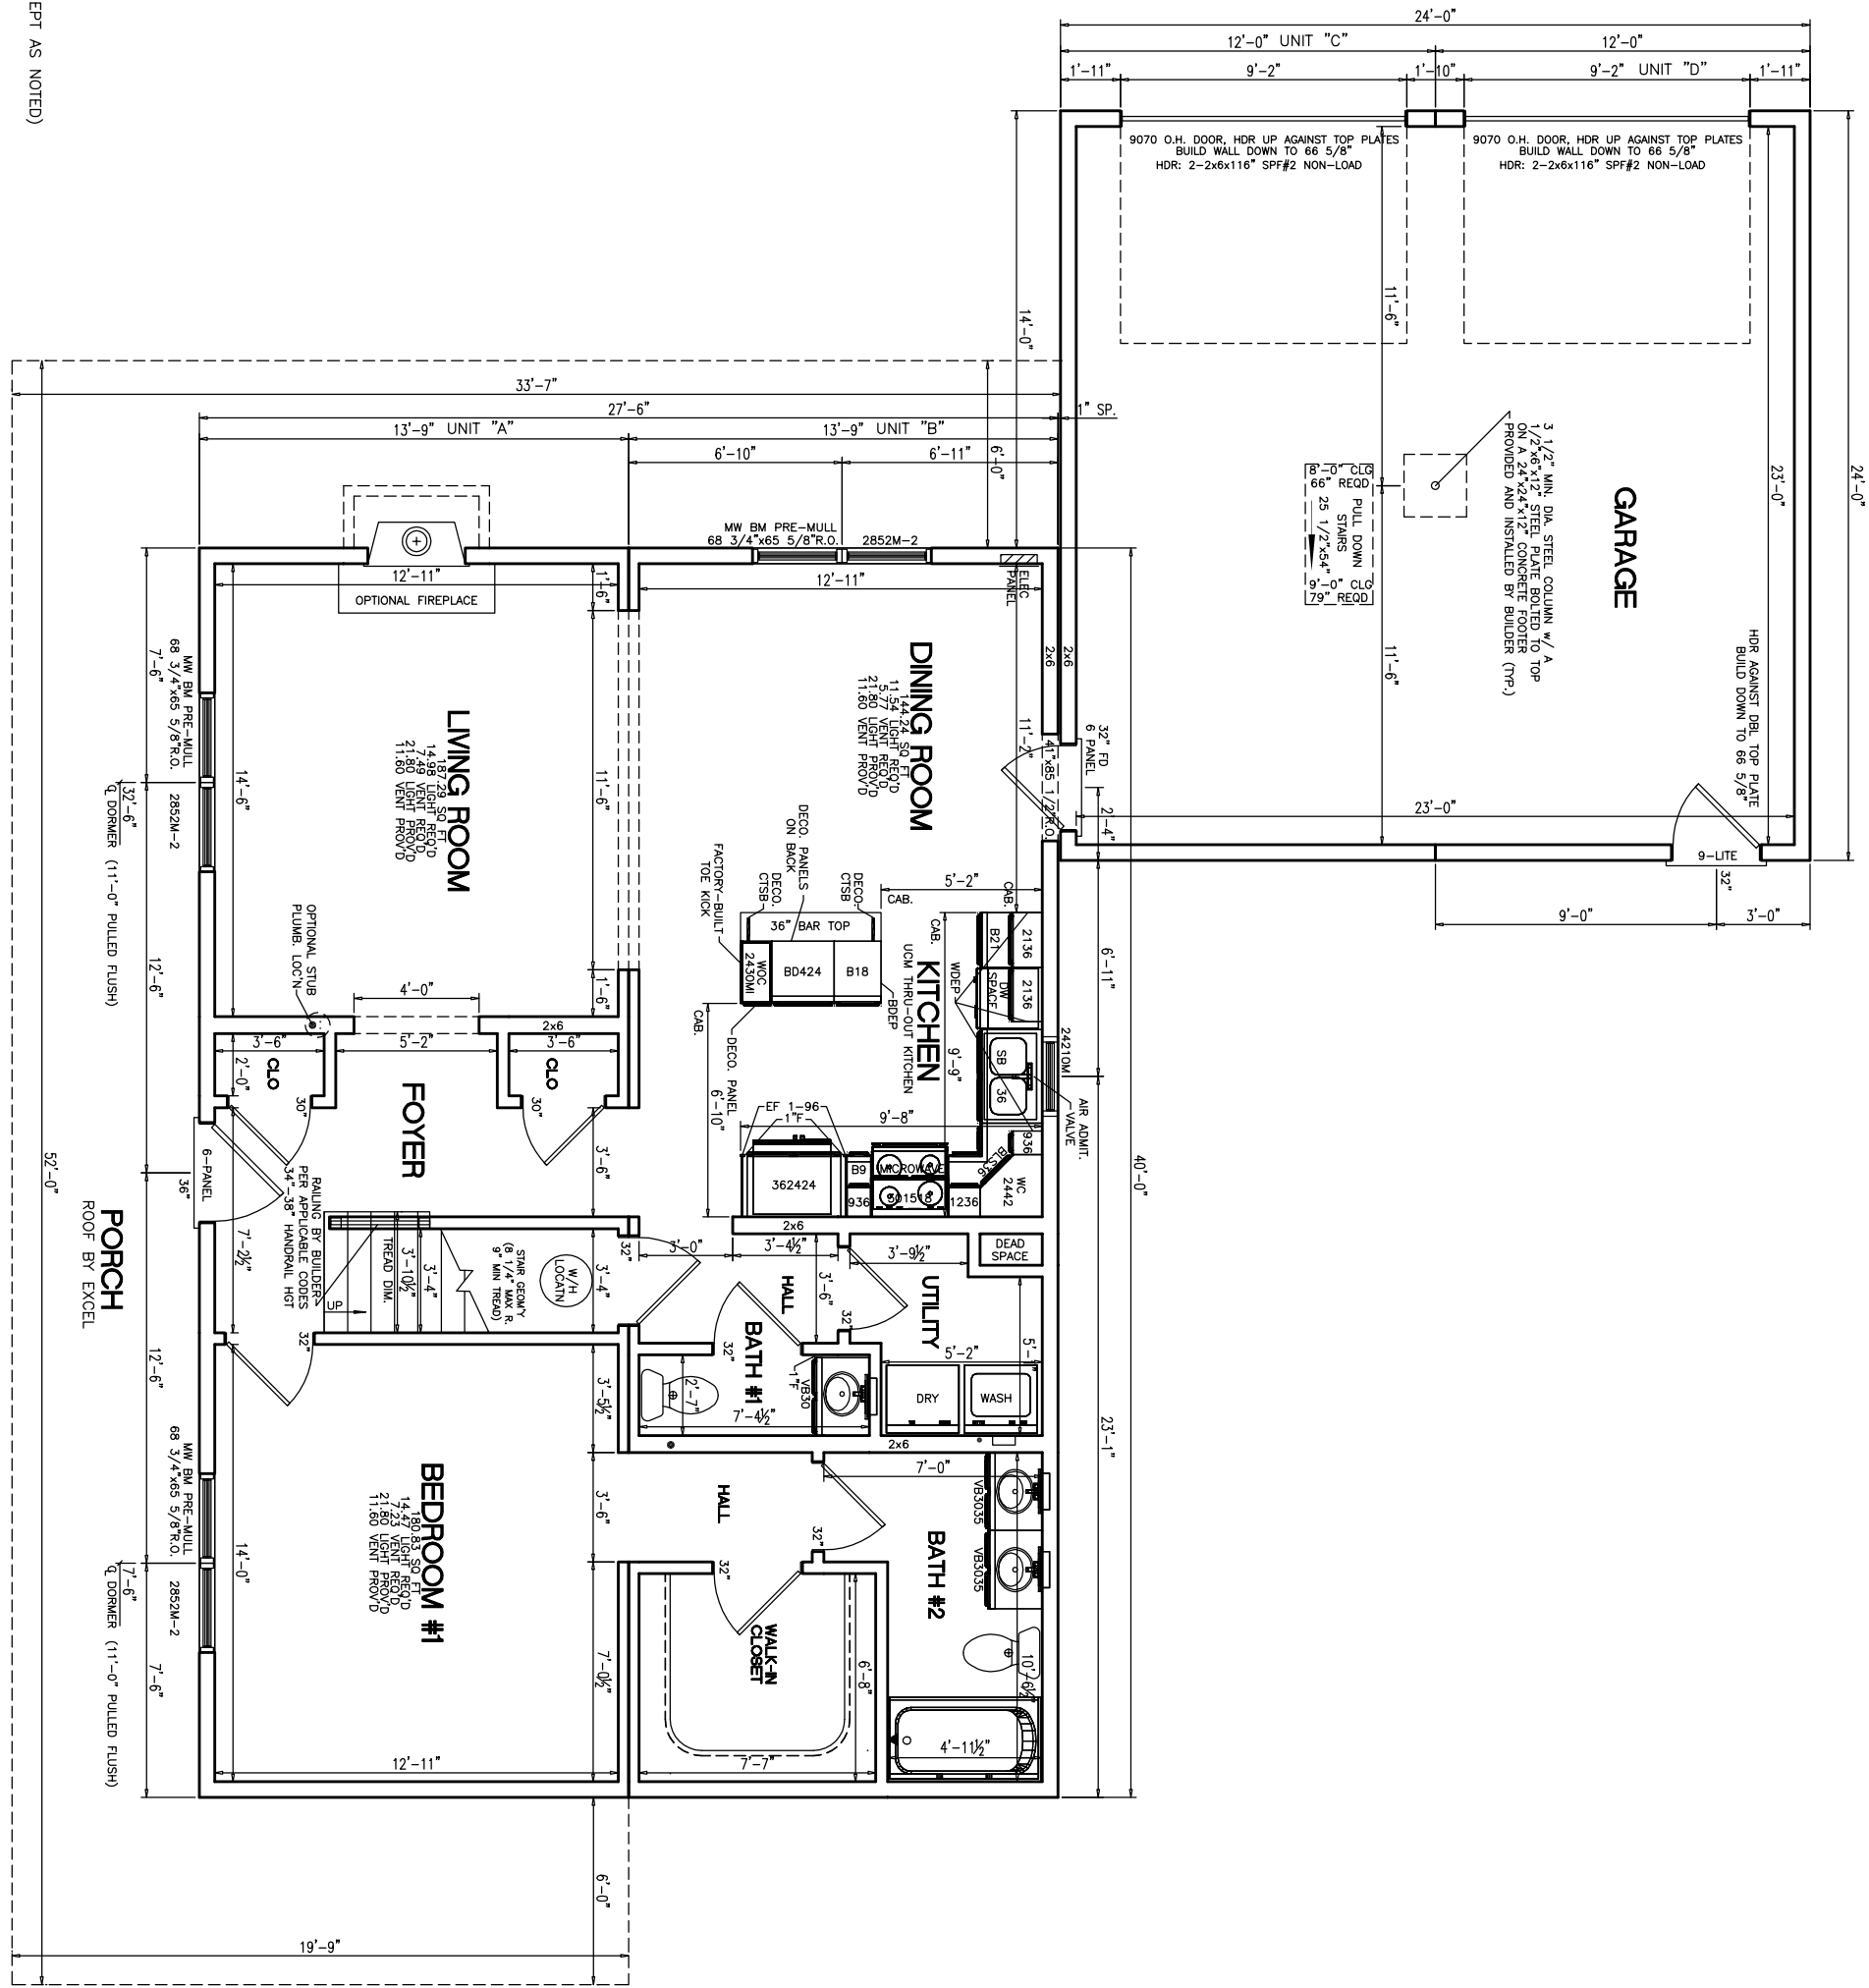 EPT AS NOTED)
24'-0"
12'-0" UNIT "C"
12'-0"
1'-11"
9'-2"
1'-10"
9'-2" UNIT "D"
1'-11"
9070 O.H. DOOR, HDR UP AGAINST TOP PLATES
BUILD WALL DOWN TO 66 5/8"
HDR: 2-2x6x116" SPF#2 NON-LOAD
9070 O.H. DOOR, HDR UP AGAINST TOP PLATES
BUILD WALL DOWN TO 66 5/8"
HDR: 2-2x6x116" SPF#2 NON-LOAD
11'-6"
11'-6"
14'-0"
23'-0"
24'-0"
GARAGE
3 1/2" MIN. DIA. STEEL COLUMN w/ A
1/2"x6"x12" STEEL PLATE BOLTED TO TOP
ON A 24"x24"x12" CONCRETE FOOTER
PROVIDED AND INSTALLED BY BUILDER (TYP.)
8'-0" CLG
66" REQD
PULL DOWN
STAIRS
25 1/2"x54"
9'-0" CLG
79" REQD
HDR AGAINST DBL TOP PLATE
BUILD DOWN TO 66 5/8"
23'-0"
9-LITE
32"
9'-0"
3'-0"
33'-7"
27'-6"
1" SP.
13'-9" UNIT "A"
13'-9" UNIT "B"
6'-10"
6'-11"
6'-0"
MW BM PRE-MULL
68 3/4"x65 5/8"R.O.
2852M-2
ELEC
PANEL
12'-11"
12'-11"
OPTIONAL FIREPLACE
1'-6"
2x6
2x6
DINING ROOM
144.24 SQ FT
11.54 LIGHT REQ'D
5.77 VENT REQ'D
21.80 LIGHT PROV'D
11.60 VENT PROV'D
11'-2"
32" FD
6 PANEL
41"x85 1/2"R.O.
2'-4"
LIVING ROOM
187.29 SQ FT
14.98 LIGHT REQ'D
7.49 VENT REQ'D
21.80 LIGHT PROV'D
11.60 VENT PROV'D
14'-6"
11'-6"
1'-6"
7'-6"
MW BM PRE-MULL
68 3/4"x65 5/8"R.O.
2852M-2
32'-6"
℄ DORMER (11'-0" PULLED FLUSH)
12'-6"
OPTIONAL STUB
PLUMB. LOC'N
DECO. PANELS
ON BACK
FACTORY-BUILT
TOE KICK
DECO.
CTSB
DECO.
CTSB
5'-2"
CAB.
CAB.
CAB.
36" BAR TOP
WOC
2430MI
BD424
B18
BDEP
KITCHEN
UCM THRU-OUT KITCHEN
WDEP
B21
2136
DW
SPACE
2136
6'-11"
24210M
AIR ADMIT.
VALVE
SB
36
9'-9"
CAB.
DECO. PANEL
6'-10"
EF 1-96
1"F
9'-8"
362424
B9
936
MICROWAVE
301518
1236
BLS36
936
WC
2442
40'-0"
4'-0"
2x6
3'-6"
5'-2"
3'-6"
2'-0"
CLO
CLO
30"
30"
FOYER
3'-6"
6-PANEL
36"
RAILING BY BUILDER
PER APPLICABLE CODES
34"-38" HANDRAIL HGT
7'-2½"
UP
TREAD DIM.
3'-10½"
3'-4"
STAIR GEOM'Y
(8 1/4" MAX R.
9" MIN TREAD)
W/H
LOCAT'N
3'-4"
32"
3'-0"
2x6
3'-4½"
3'-9½"
DEAD
SPACE
HALL
3'-6"
UTILITY
32"
32"
BATH #1
VB30
1"F
2'-7"
7'-4½"
5'-2"
5'-1"
DRY
WASH
2x6
52'-0"
PORCH
ROOF BY EXCEL
12'-6"
32"
3'-5½"
3'-6"
HALL
7'-0"
32"
23'-1"
VB3035
VB3035
BATH #2
10'-6½"
4'-11½"
BEDROOM #1
180.83 SQ FT
14.47 LIGHT REQ'D
7.23 VENT REQ'D
21.80 LIGHT PROV'D
11.60 VENT PROV'D
14'-0"
12'-11"
7'-0½"
32"
WALK-IN
CLOSET
6'-8"
7'-7"
MW BM PRE-MULL
68 3/4"x65 5/8"R.O.
2852M-2
7'-6"
℄ DORMER (11'-0" PULLED FLUSH)
7'-6"
6'-0"
19'-9"